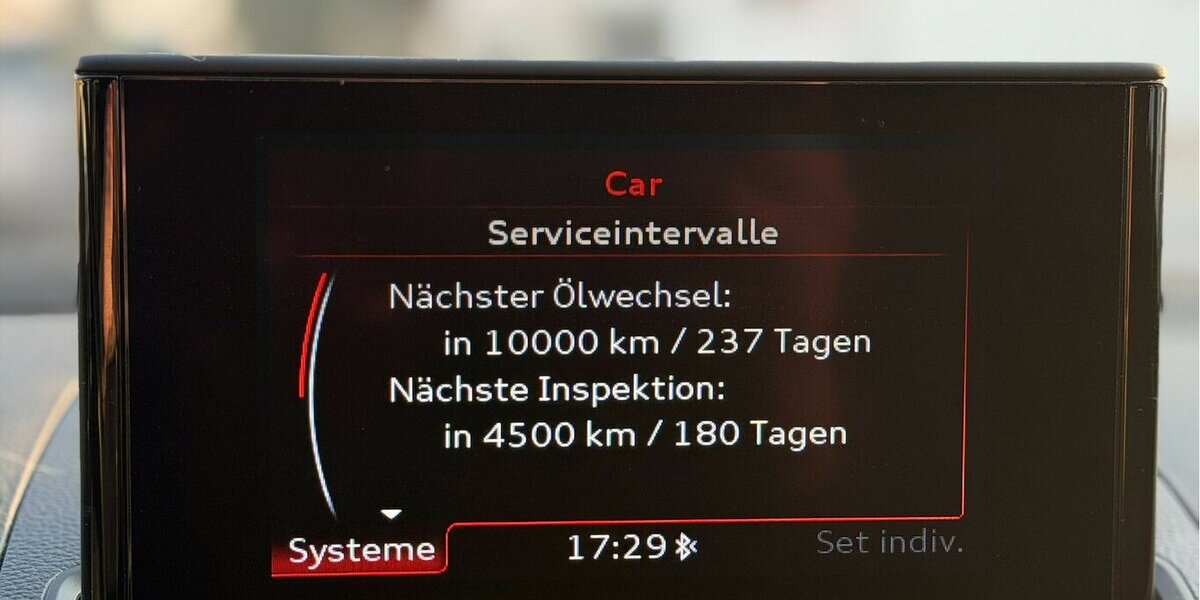 Car
Serviceintervalle
Nächster Ölwechsel:
in 10000 km / 237 Tagen
Nächste Inspektion:
in 4500 km / 180 Tagen
Systeme 17:29 Set indiv.